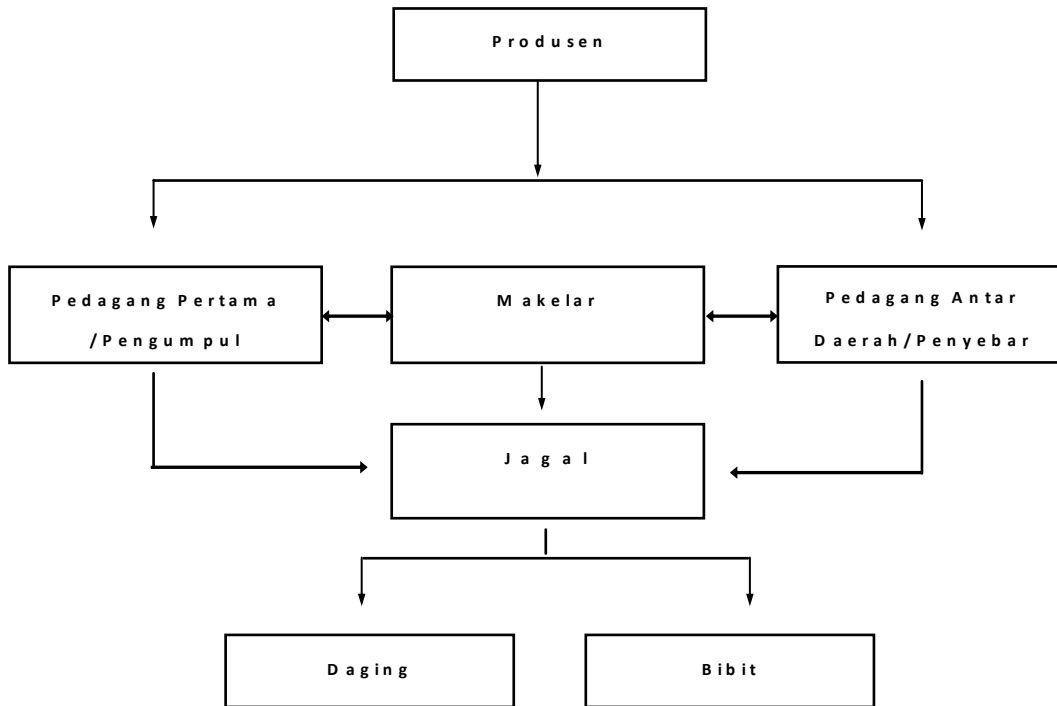 Produsen
Pedagang Pertama
/Pengumpul
Makelar
Pedagang Antar
Daerah/Penyebar
Jagal
Daging
Bibit